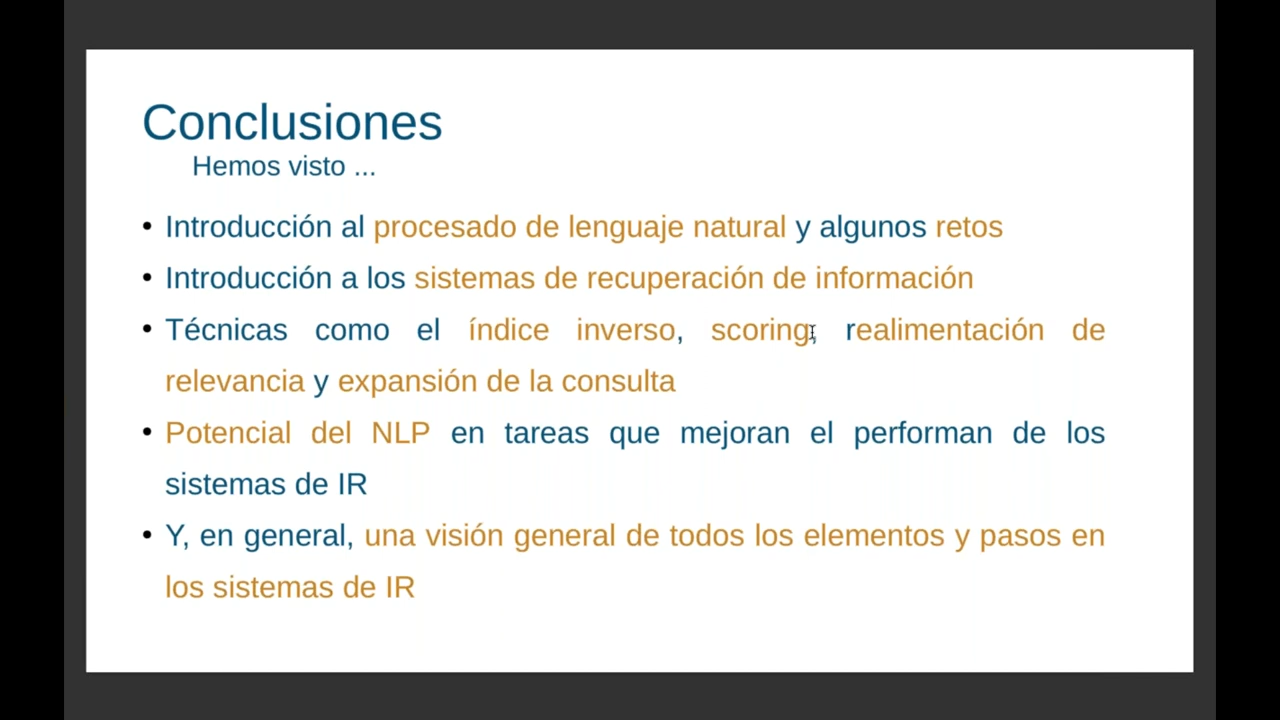 Conclusiones
Hemos visto ...
• Introducción al procesado de lenguaje natural y algunos retos
• Introducción a los sistemas de recuperación de información
• Técnicas como el índice inverso, scoring, realimentación de
relevancia y expansión de la consulta
• Potencial del NLP en tareas que mejoran el performan de los
sistemas de IR
• Y, en general, una visión general de todos los elementos y pasos en
los sistemas de IR